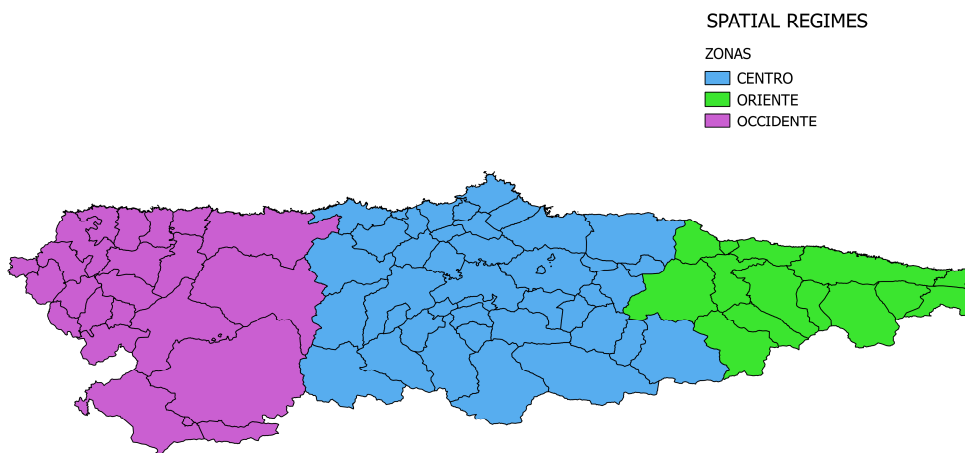 SPATIAL REGIMES
ZONAS
CENTRO
ORIENTE
OCCIDENTE